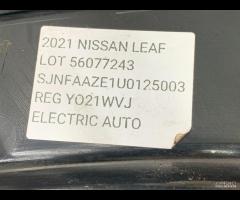 2021 NISSAN LEAF
LOT 56077243
SJNFAAZE1U0125003
REG YO21WVJ
ELECTRIC AUTO